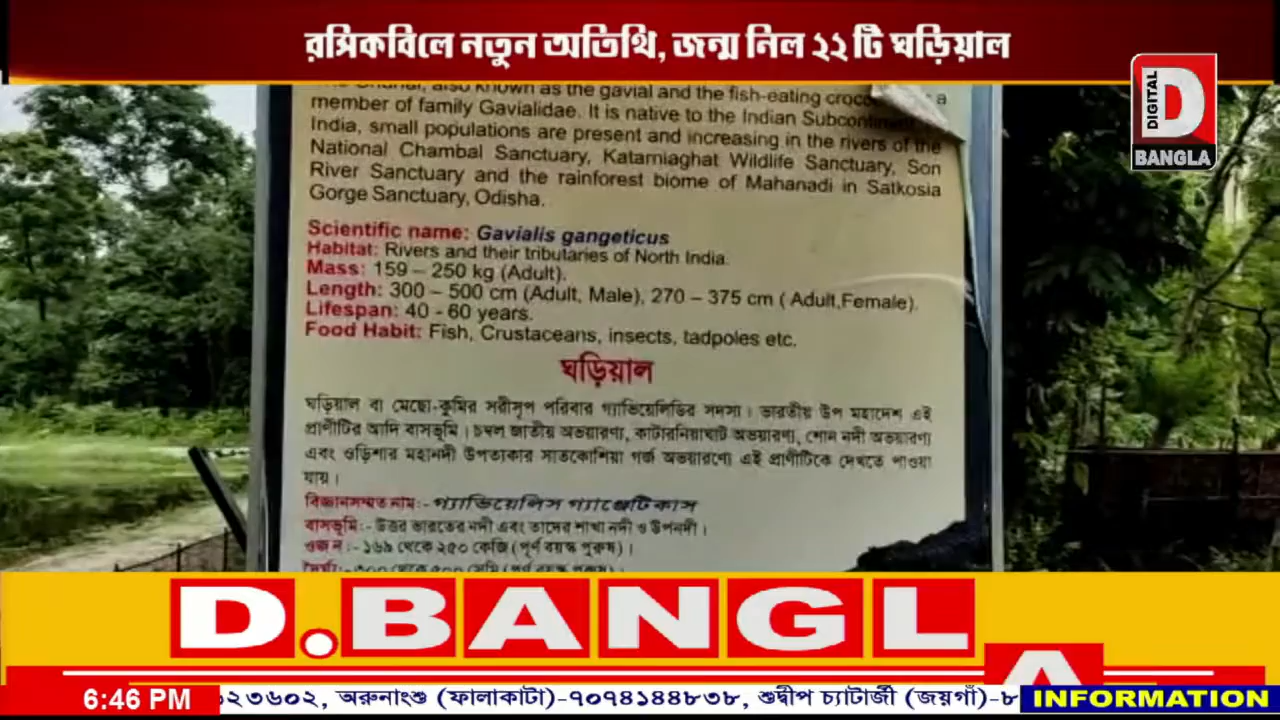 রসিকবিলে নতুন অতিথি, জন্ম নিল ২২ টি ঘড়িয়াল
DIGITAL
D
BANGLA
also known as the gavial and the fish-eating a
member of family Gavialidae. It is native to the Indian
India, small populations are present and increasing in the rivers of the
National Chambal Sanctuary, Katarniaghat Wildlife Sanctuary, Son
River Sanctuary and the rainforest biome of Mahanadi in Satkosia
Gorge Sanctuary, Odisha.
Scientific name: Gavialis gangeticus
Habitat: Rivers and their tributaries of North India.
Mass: 159 – 250 kg (Adult).
Length: 300 – 500 cm (Adult, Male), 270 – 375 cm ( Adult,Female).
Lifespan: 40 - 60 years.
Food Habit: Fish, Crustaceans, insects, tadpoles etc.
ঘড়িয়াল
ঘড়িয়াল বা মেছো-কুমির সরীসৃপ পরিবার গ্যাভিয়েলিডির সদস্য। ভারতীয় উপ মহাদেশ এই
প্রাণীটির আদি বাসভূমি। চম্বল জাতীয় অভয়ারণ্য, কাটারনিয়াঘাট অভয়ারণ্য, শোন নদী অভয়ারণ্য
এবং ওড়িশার মহানদী উপত্যকার সাতকোশিয়া গর্জ অভয়ারণ্যে এই প্রাণীটিকে দেখতে পাওয়া
যায়।
বিজ্ঞানসম্মত নাম:- গ্যাভিয়েলিস গ্যাঞ্জেটিকাস
বাসভূমি:- উত্তর ভারতের নদী এবং তাদের শাখা নদী ও উপনদী।
ওজন:- ১৬৯ থেকে ২৫০ কেজি (পূর্ণ বয়স্ক পুরুষ)।
D.BANGLA
6:46 PM ২৩৬০২, অরুনাংশু (ফালাকাটা)-৭০৭৪১৪৪৮৩৮, শুদ্বীপ চ্যাটার্জী (জয়গাঁ)-৮ INFORMATION